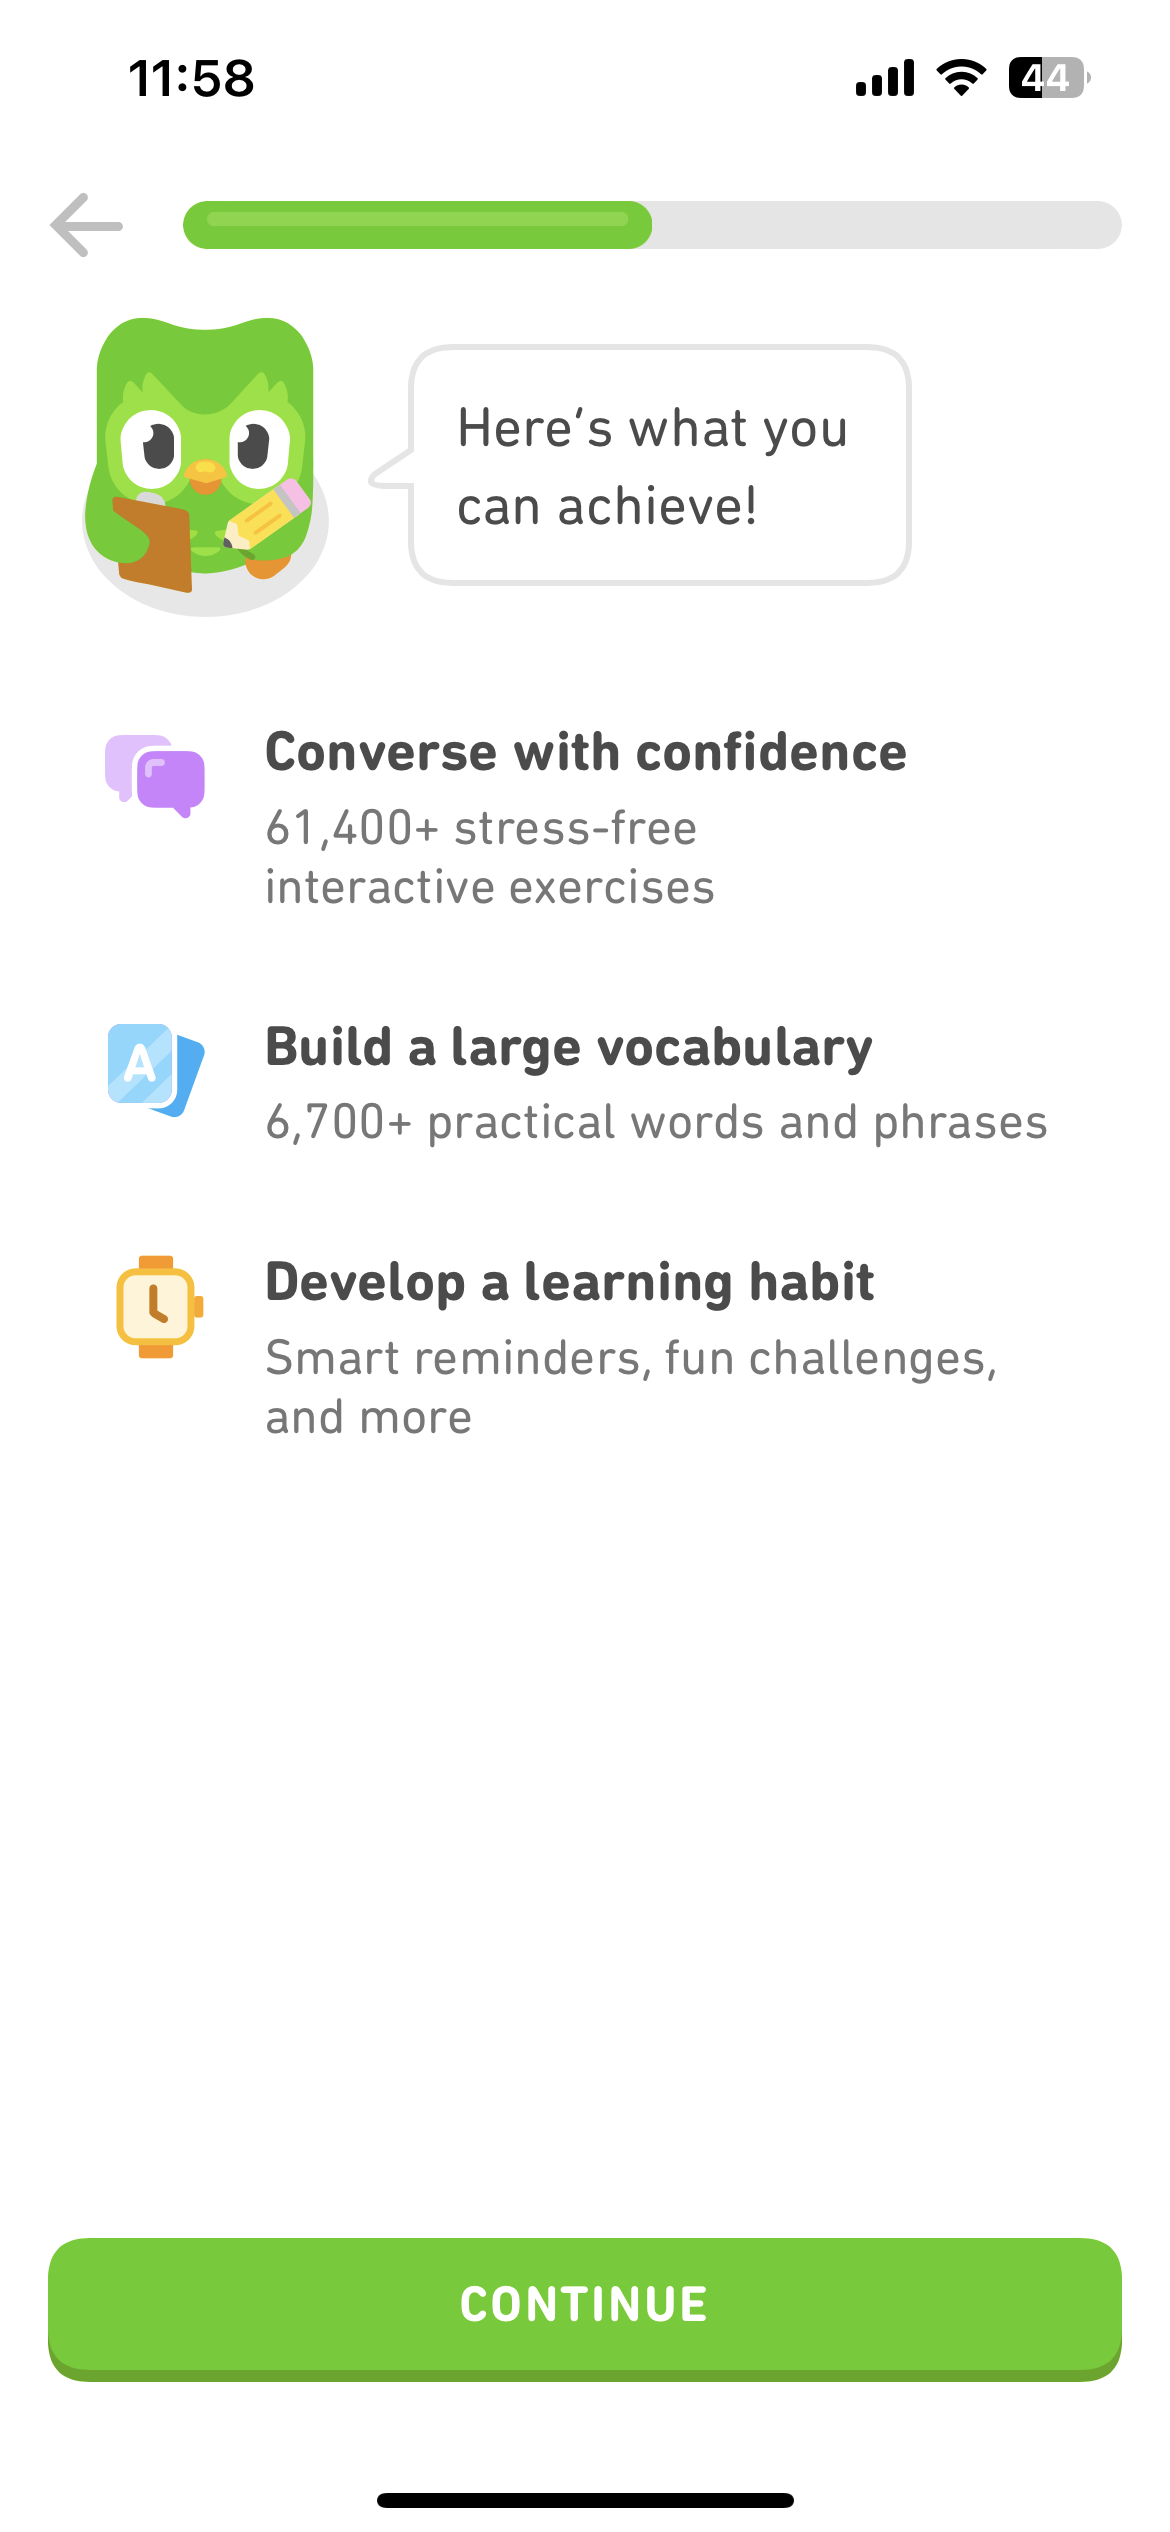 11:58
44
Here's what you
can achieve!
Converse with confidence
61,400+ stress-free
interactive exercises
A
Build a large vocabulary
6,700+ practical words and phrases
Develop a learning habit
Smart reminders, fun challenges,
and more
CONTINUE